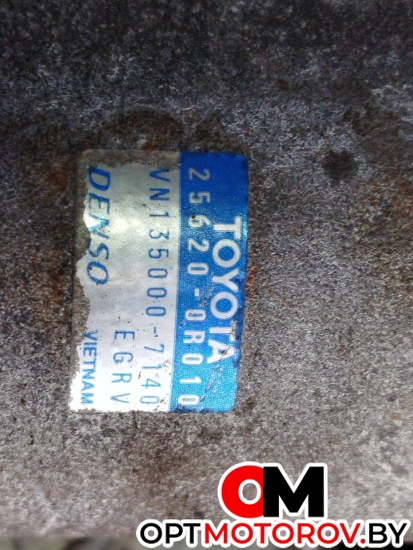 TOYOTA
25620-0R010
VN135000-7140
EGRV
DENSO VIETNAM
OM
OPTMOTOROV.BY